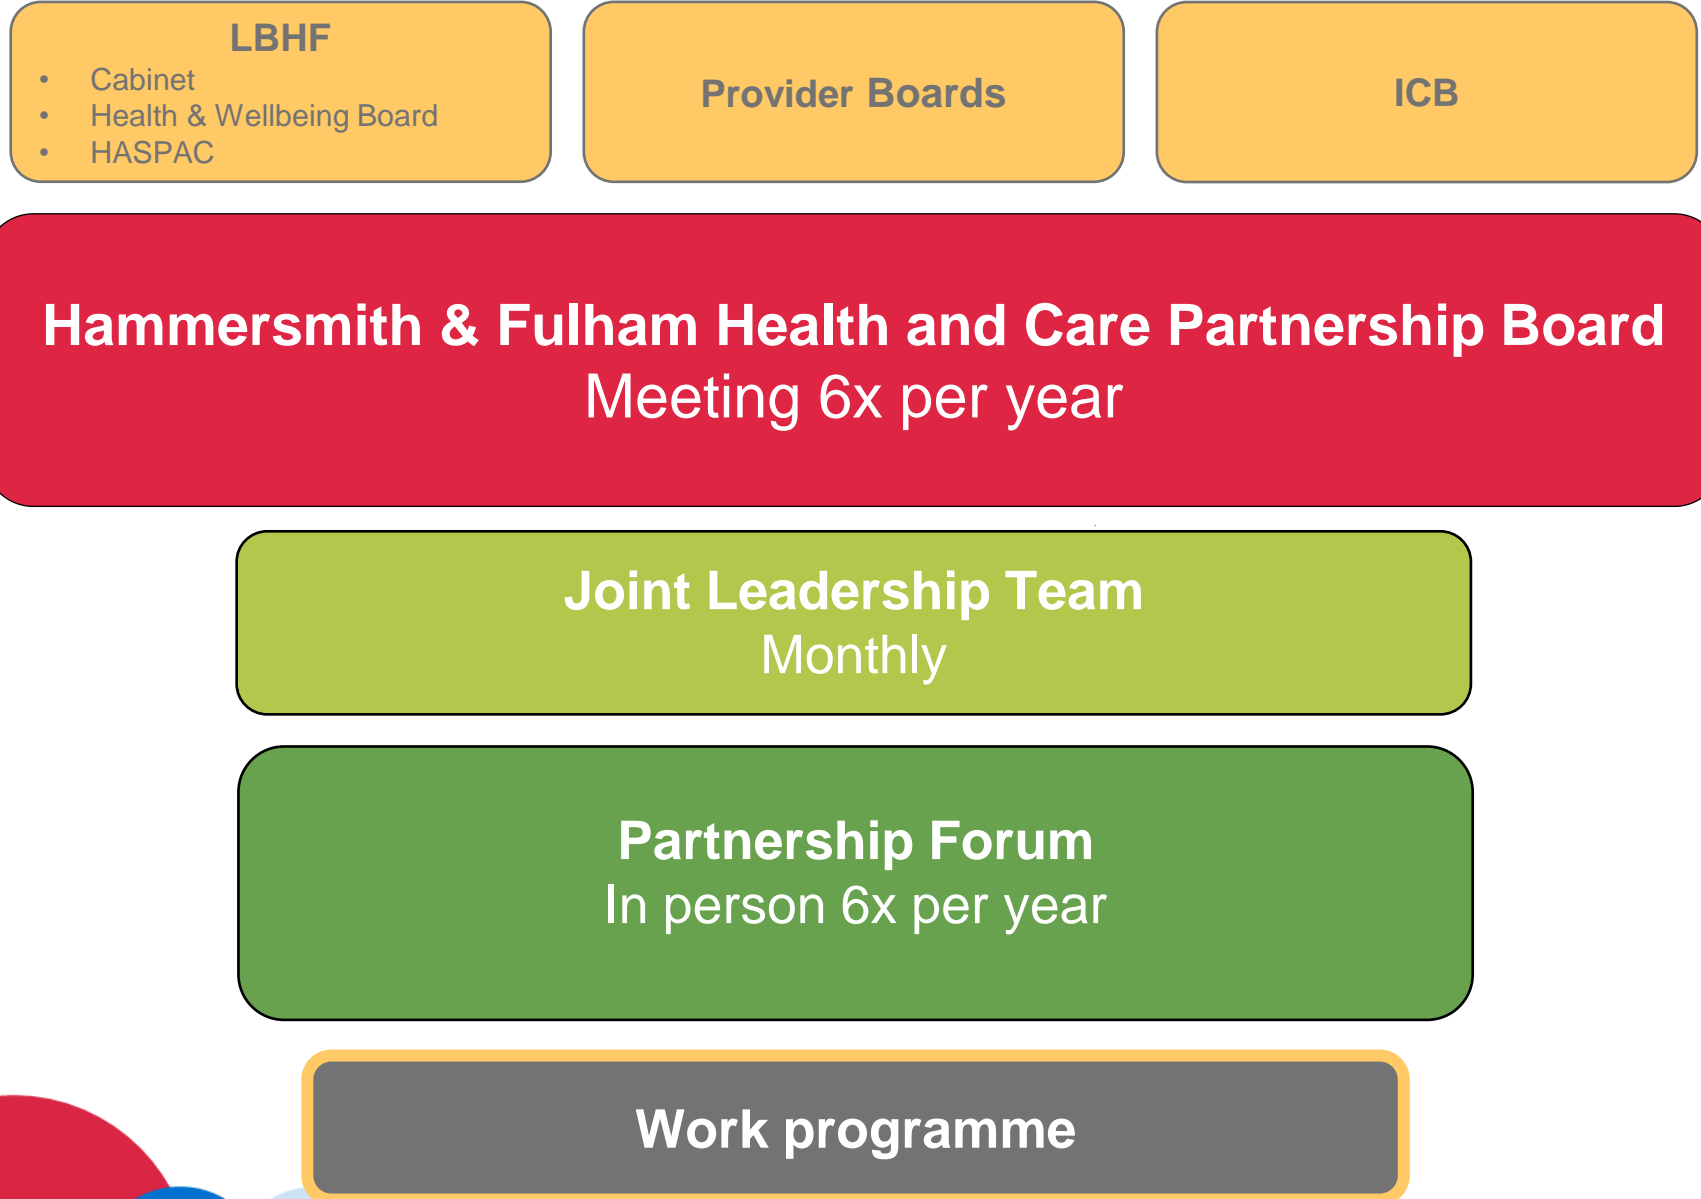 LBHF
• Cabinet
• Health & Wellbeing Board
• HASPAC
Provider Boards
ICB
Hammersmith & Fulham Health and Care Partnership Board
Meeting 6x per year
Joint Leadership Team
Monthly
Partnership Forum
In person 6x per year
Work programme